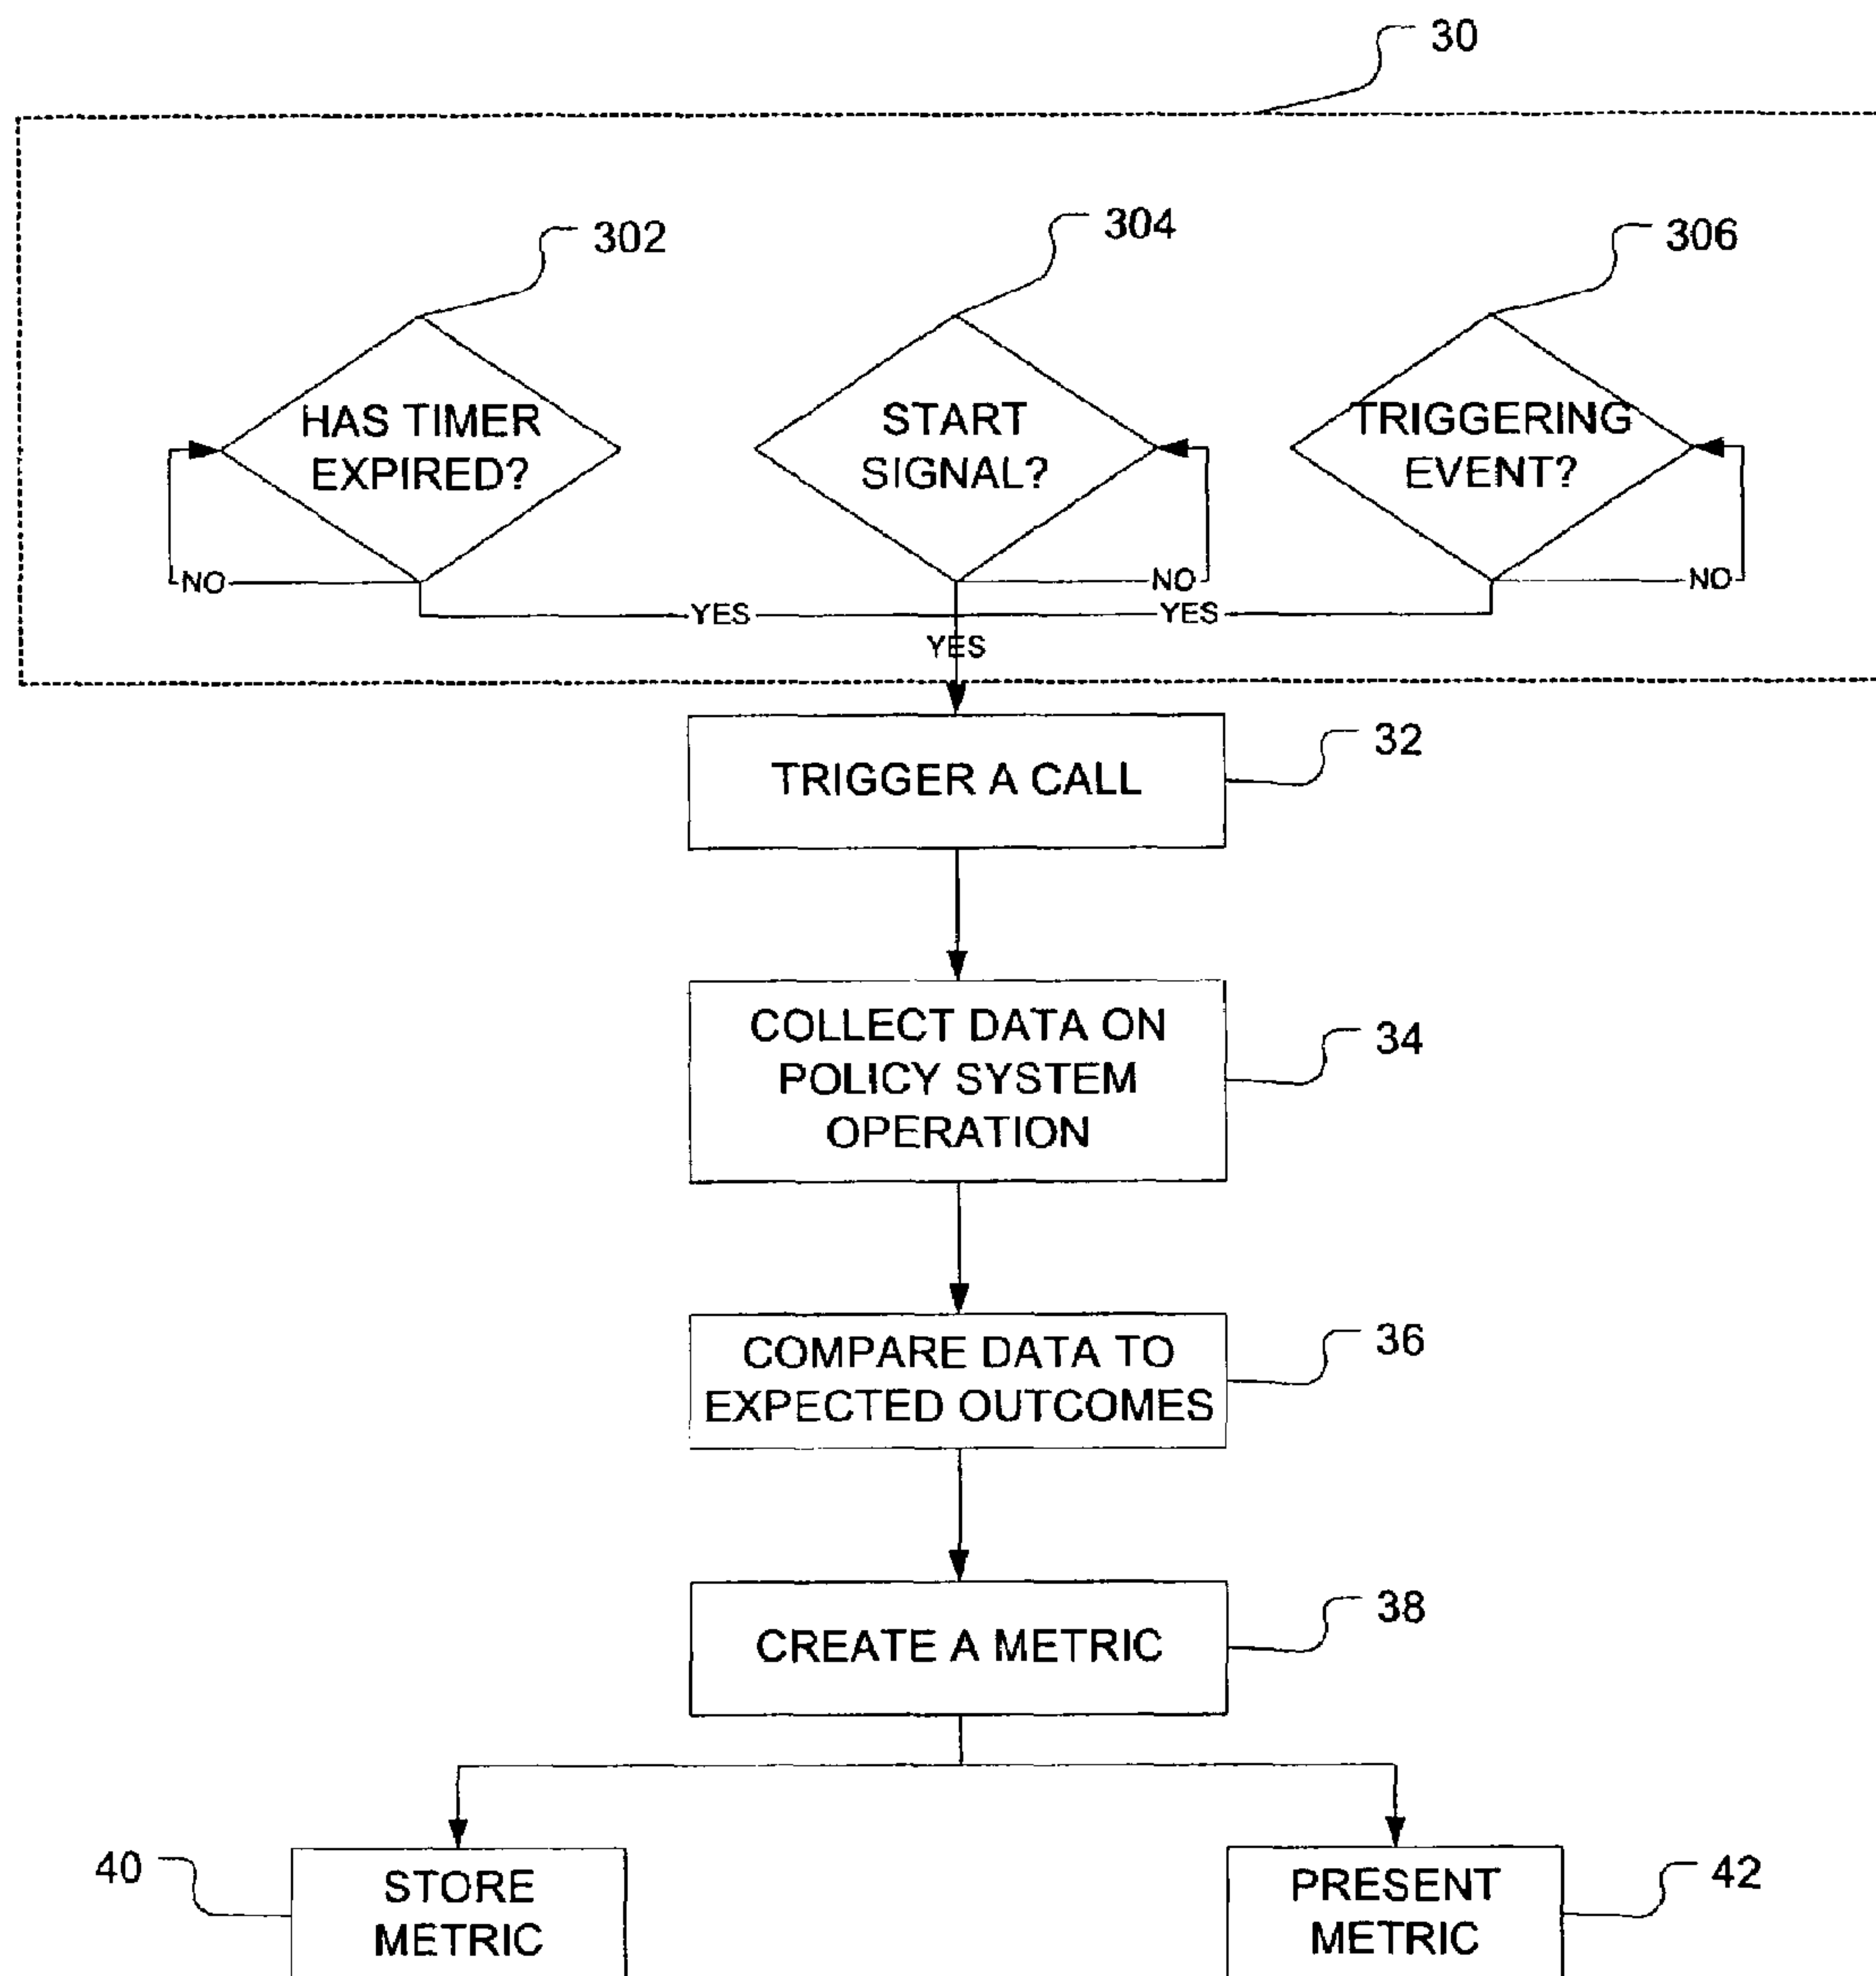 30
302
304
306
HAS TIMER
EXPIRED?
START
SIGNAL?
TRIGGERING
EVENT?
NO
NO
NO
YES
YES
YES
TRIGGER A CALL
32
COLLECT DATA ON
POLICY SYSTEM
OPERATION
34
COMPARE DATA TO
EXPECTED OUTCOMES
36
CREATE A METRIC
38
40
STORE
METRIC
PRESENT
METRIC
42